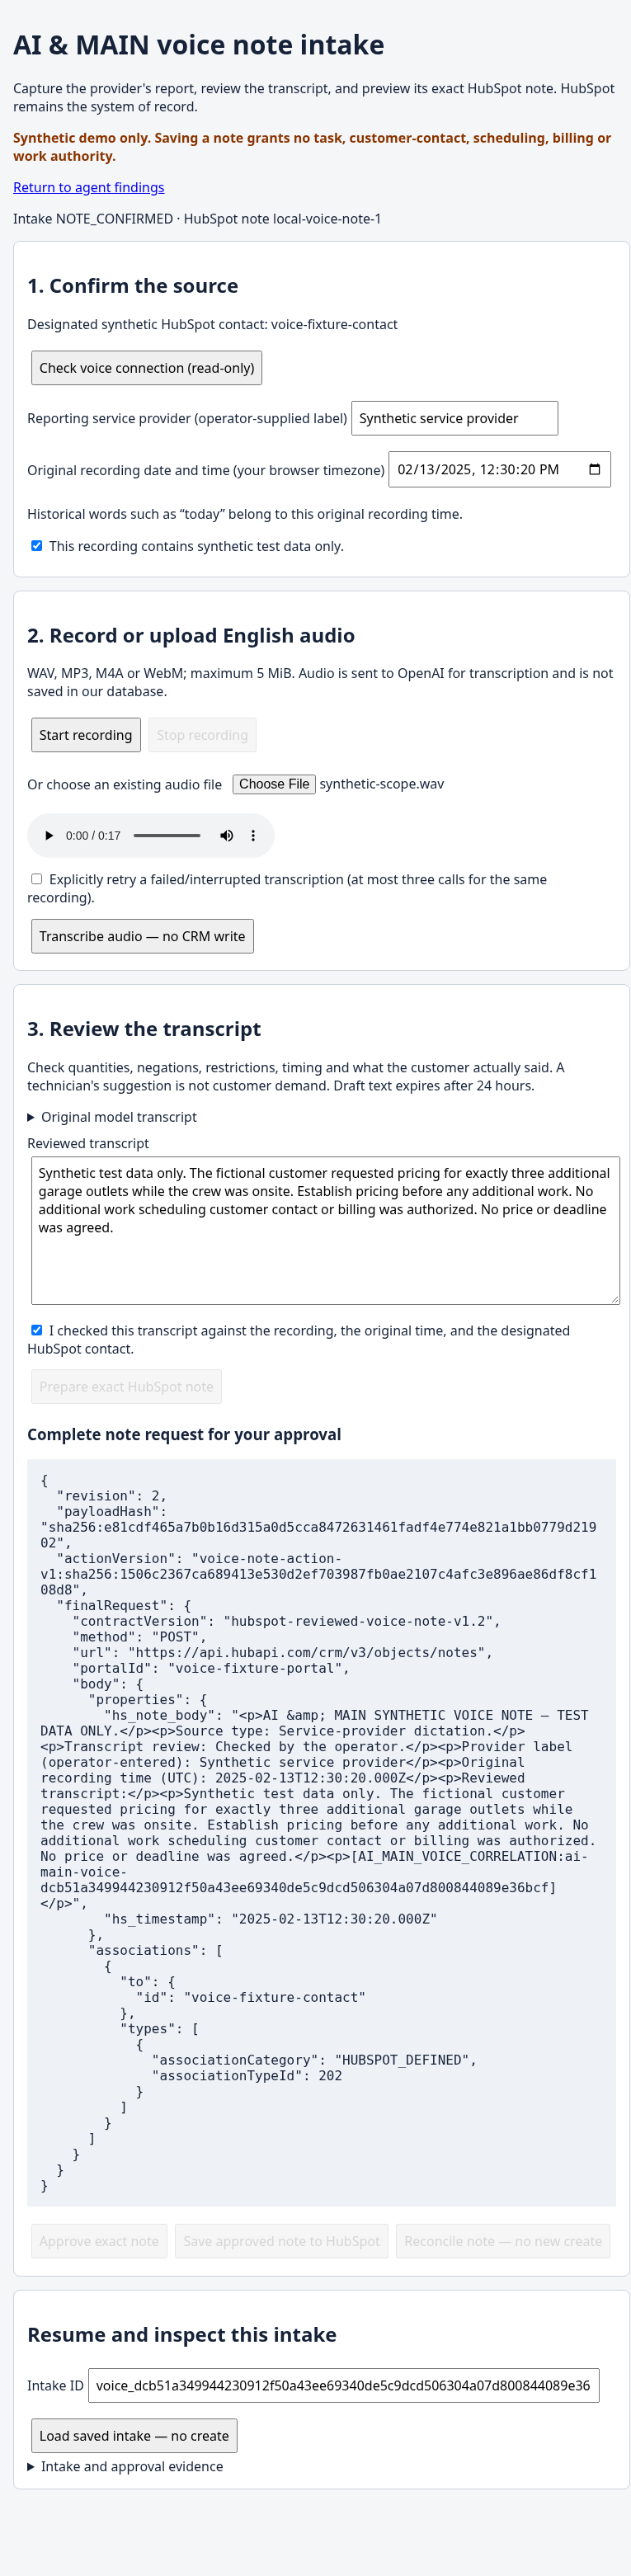 AI & MAIN voice note intake
Capture the provider's report, review the transcript, and preview its exact HubSpot note. HubSpot
remains the system of record.
Synthetic demo only. Saving a note grants no task, customer-contact, scheduling, billing or
work authority.
Return to agent findings
Intake NOTE_CONFIRMED · HubSpot note local-voice-note-1
1. Confirm the source
Designated synthetic HubSpot contact: voice-fixture-contact
Check voice connection (read-only)
Reporting service provider (operator-supplied label) Synthetic service provider
Original recording date and time (your browser timezone) 02/13/2025, 12:30:20 PM
Historical words such as “today” belong to this original recording time.
This recording contains synthetic test data only.
2. Record or upload English audio
WAV, MP3, M4A or WebM; maximum 5 MiB. Audio is sent to OpenAI for transcription and is not
saved in our database.
Start recording Stop recording
Or choose an existing audio file Choose File synthetic-scope.wav
0:00 / 0:17
Explicitly retry a failed/interrupted transcription (at most three calls for the same
recording).
Transcribe audio — no CRM write
3. Review the transcript
Check quantities, negations, restrictions, timing and what the customer actually said. A
technician's suggestion is not customer demand. Draft text expires after 24 hours.
Original model transcript
Reviewed transcript
Synthetic test data only. The fictional customer requested pricing for exactly three additional
garage outlets while the crew was onsite. Establish pricing before any additional work. No
additional work scheduling customer contact or billing was authorized. No price or deadline
was agreed.
I checked this transcript against the recording, the original time, and the designated
HubSpot contact.
Prepare exact HubSpot note
Complete note request for your approval
{
"revision": 2,
"payloadHash":
"sha256:e81cdf465a7b0b16d315a0d5cca8472631461fadf4e774e821a1bb0779d219
02",
"actionVersion": "voice-note-action-
v1:sha256:1506c2367ca689413e530d2ef703987fb0ae2107c4afc3e896ae86df8cf1
08d8",
"finalRequest": {
"contractVersion": "hubspot-reviewed-voice-note-v1.2",
"method": "POST",
"url": "https://api.hubapi.com/crm/v3/objects/notes",
"portalId": "voice-fixture-portal",
"body": {
"properties": {
"hs_note_body": "<p>AI &amp; MAIN SYNTHETIC VOICE NOTE — TEST
DATA ONLY.</p><p>Source type: Service-provider dictation.</p>
<p>Transcript review: Checked by the operator.</p><p>Provider label
(operator-entered): Synthetic service provider</p><p>Original
recording time (UTC): 2025-02-13T12:30:20.000Z</p><p>Reviewed
transcript:</p><p>Synthetic test data only. The fictional customer
requested pricing for exactly three additional garage outlets while
the crew was onsite. Establish pricing before any additional work. No
additional work scheduling customer contact or billing was authorized.
No price or deadline was agreed.</p><p>[AI_MAIN_VOICE_CORRELATION:ai-
main-voice-
dcb51a349944230912f50a43ee69340de5c9dcd506304a07d800844089e36bcf]
</p>",
"hs_timestamp": "2025-02-13T12:30:20.000Z"
},
"associations": [
{
"to": {
"id": "voice-fixture-contact"
},
"types": [
{
"associationCategory": "HUBSPOT_DEFINED",
"associationTypeId": 202
}
]
}
]
}
}
}
Approve exact note Save approved note to HubSpot Reconcile note — no new create
Resume and inspect this intake
Intake ID voice_dcb51a349944230912f50a43ee69340de5c9dcd506304a07d800844089e36
Load saved intake — no create
Intake and approval evidence